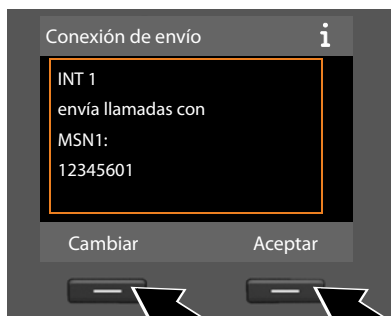 Conexión de envío i
INT 1
envía llamadas con
MSN1:
12345601
Cambiar Aceptar